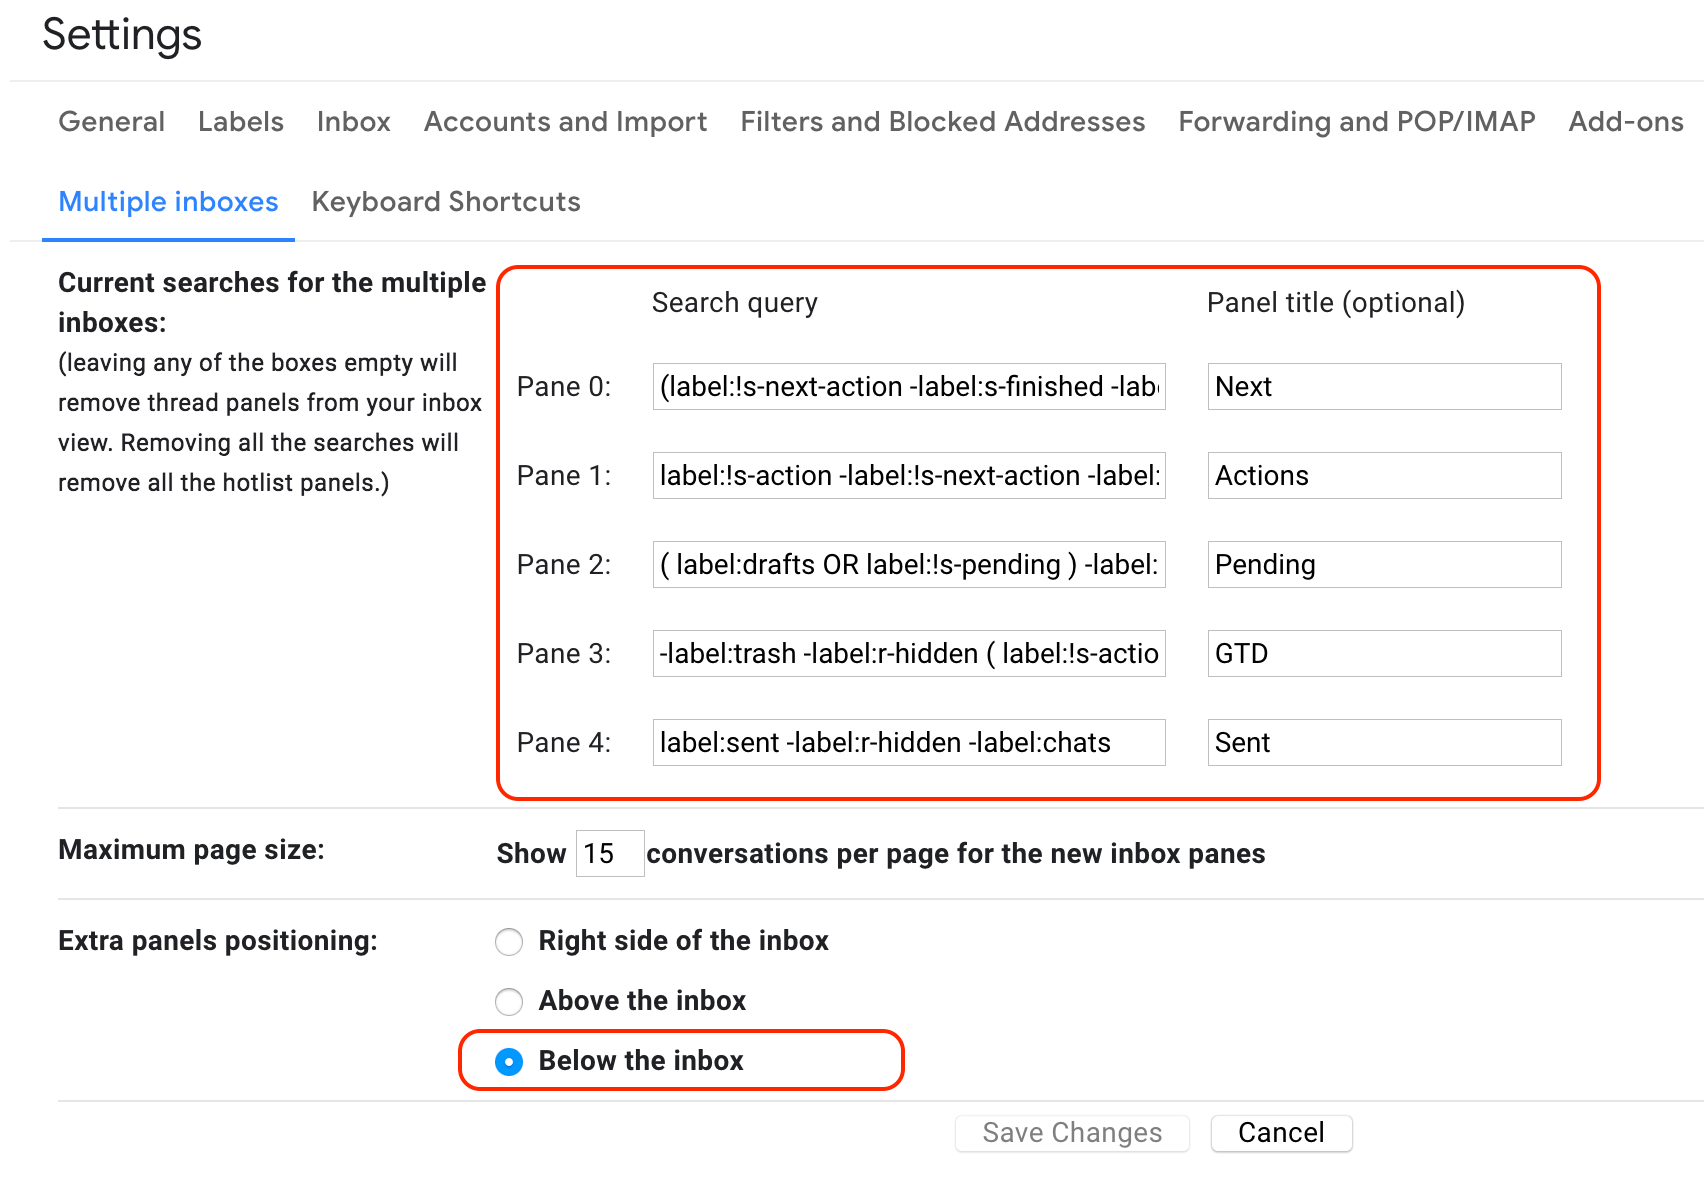 Settings
General Labels Inbox Accounts and Import Filters and Blocked Addresses Forwarding and POP/IMAP Add-ons
Multiple inboxes Keyboard Shortcuts
Current searches for the multiple
inboxes:
(leaving any of the boxes empty will
remove thread panels from your inbox
view. Removing all the searches will
remove all the hotlist panels.)
Search query Panel title (optional)
Pane 0: (label:!s-next-action -label:s-finished -lab Next
Pane 1: label:!s-action -label:!s-next-action -label: Actions
Pane 2: ( label:drafts OR label:!s-pending ) -label: Pending
Pane 3: -label:trash -label:r-hidden ( label:!s-actio GTD
Pane 4: label:sent -label:r-hidden -label:chats Sent
Maximum page size: Show 15 conversations per page for the new inbox panes
Extra panels positioning: Right side of the inbox
Above the inbox
Below the inbox
Save Changes Cancel